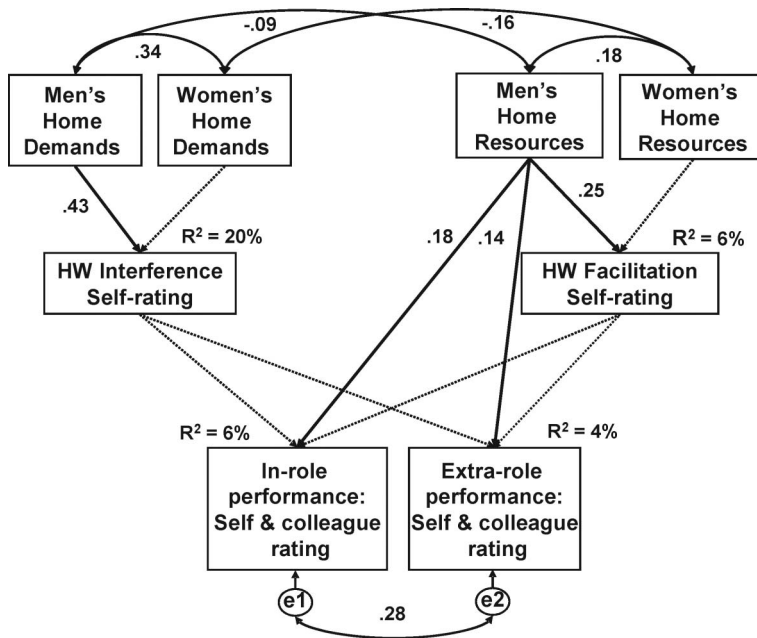 -.09
-.16
.34
.18
Men's
Home
Demands
Women's
Home
Demands
Men's
Home
Resources
Women's
Home
Resources
.43
.25
.18
.14
R² = 20%
R² = 6%
HW Interference
Self-rating
HW Facilitation
Self-rating
R² = 6%
R² = 4%
In-role
performance:
Self & colleague
rating
Extra-role
performance:
Self & colleague
rating
e1
e2
.28